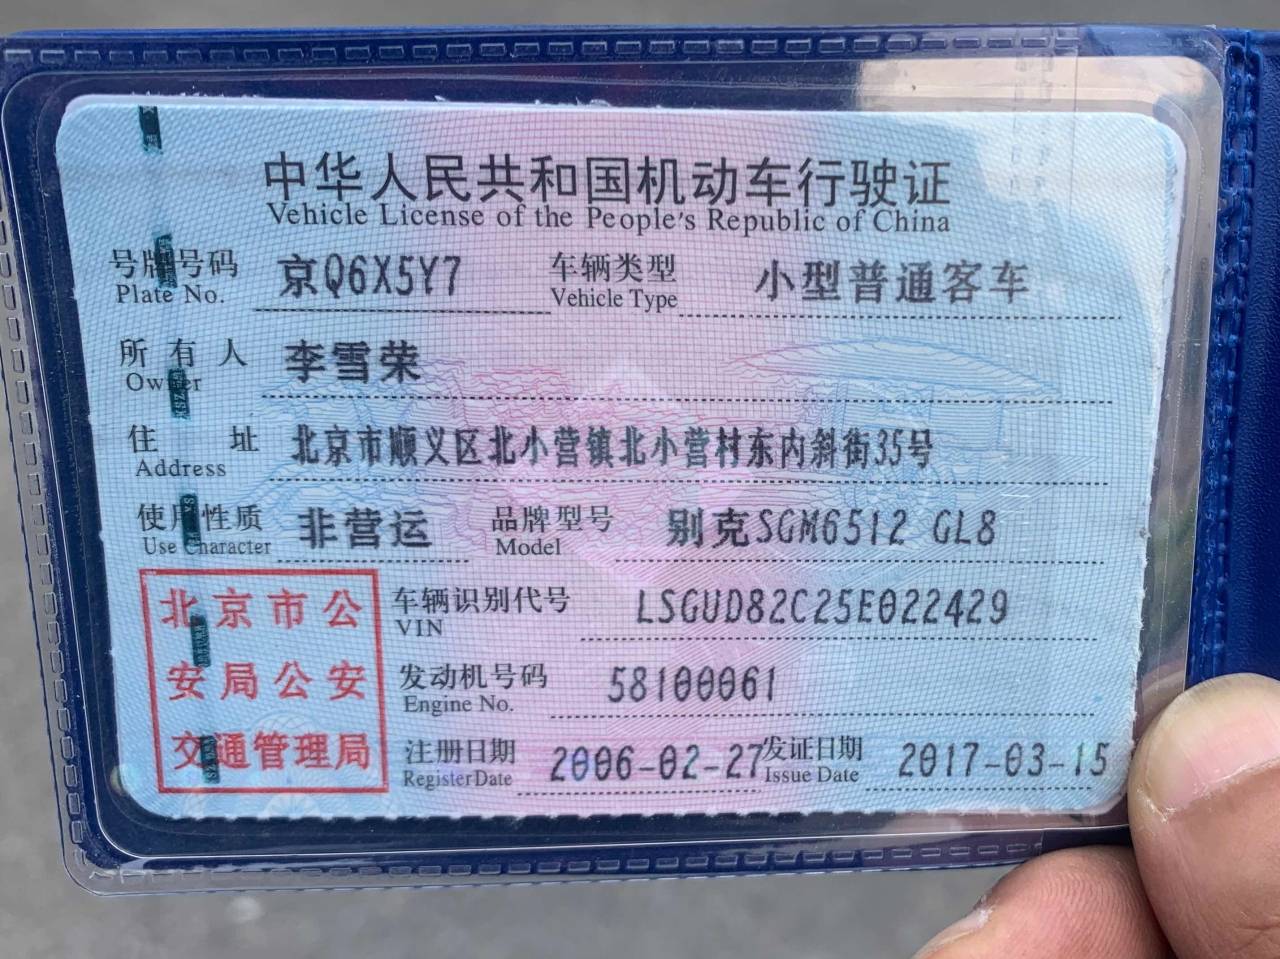 中华人民共和国机动车行驶证
Vehicle License of the People's Republic of China
号牌号码 京Q6X5Y7 车辆类型 小型普通客车
Plate No. Vehicle Type
所有人 李雪荣
Owner
住址 北京市顺义区北小营镇北小营村东内斜街35号
Address
使用性质 非营运 品牌型号 别克SGM6512 GL8
Use Character Model
北京市公
安局公安
交通管理局
车辆识别代号 LSGUD82C25E022429
VIN
发动机号码 58100061
Engine No.
注册日期 2006-02-27 发证日期 2017-03-15
Register Date Issue Date